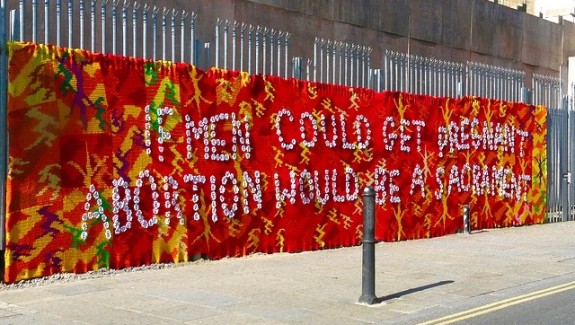 IF MEN COULD GET PREGNANT
ABORTION WOULD BE A SACRAMENT